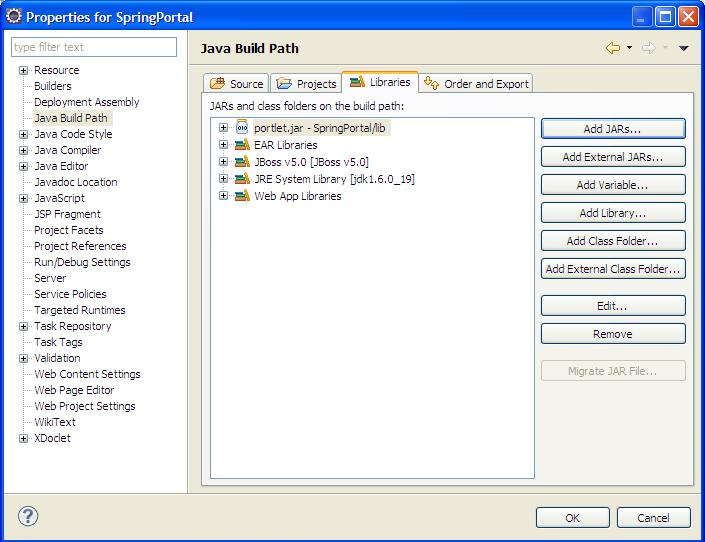 Properties for SpringPortal
type filter text
Resource
Builders
Deployment Assembly
Java Build Path
Java Code Style
Java Compiler
Java Editor
Javadoc Location
JavaScript
JSP Fragment
Project Facets
Project References
Run/Debug Settings
Server
Service Policies
Targeted Runtimes
Task Repository
Task Tags
Validation
Web Content Settings
Web Page Editor
Web Project Settings
WikiText
XDoclet
Java Build Path
Source Projects Libraries Order and Export
JARs and class folders on the build path:
portlet.jar - SpringPortal/lib
EAR Libraries
JBoss v5.0 [JBoss v5.0]
JRE System Library [jdk1.6.0_19]
Web App Libraries
Add JARs...
Add External JARs...
Add Variable...
Add Library...
Add Class Folder...
Add External Class Folder...
Edit...
Remove
Migrate JAR File...
OK Cancel